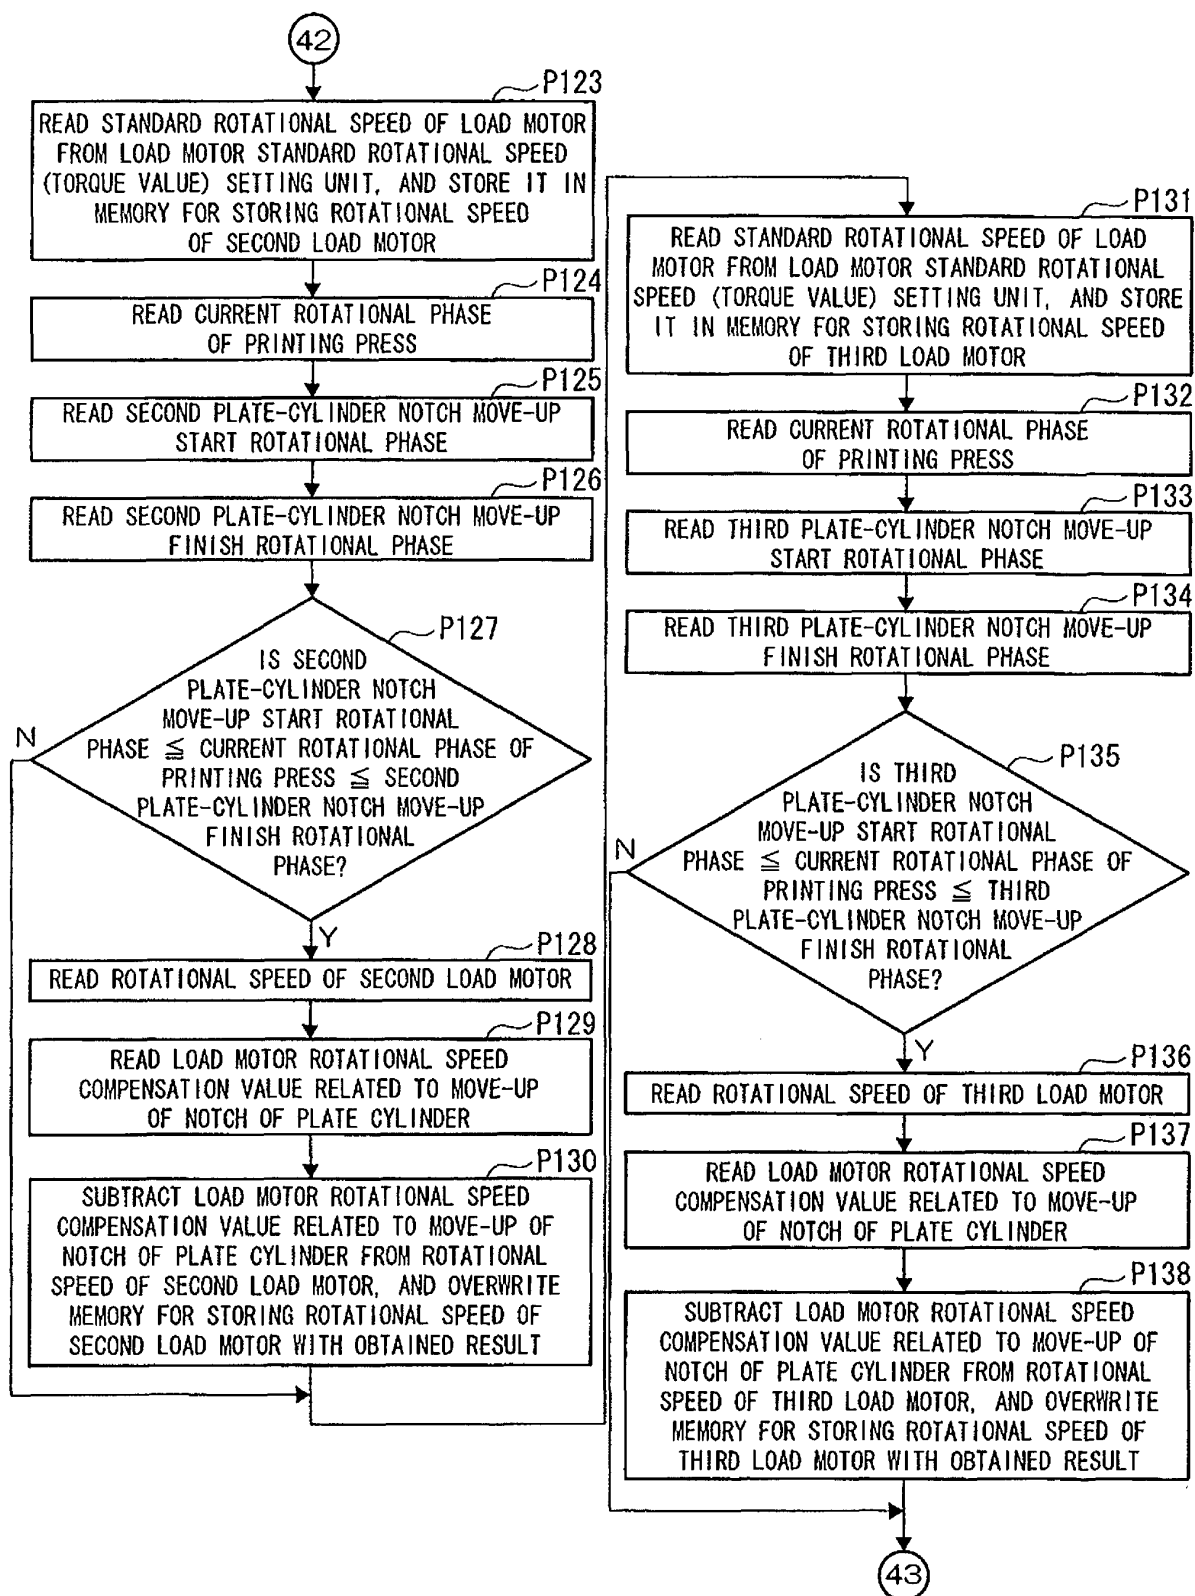 42
P123
READ STANDARD ROTATIONAL SPEED OF LOAD MOTOR
FROM LOAD MOTOR STANDARD ROTATIONAL SPEED
(TORQUE VALUE) SETTING UNIT, AND STORE IT IN
MEMORY FOR STORING ROTATIONAL SPEED
OF SECOND LOAD MOTOR
P124
READ CURRENT ROTATIONAL PHASE
OF PRINTING PRESS
P125
READ SECOND PLATE-CYLINDER NOTCH MOVE-UP
START ROTATIONAL PHASE
P126
READ SECOND PLATE-CYLINDER NOTCH MOVE-UP
FINISH ROTATIONAL PHASE
P127
IS SECOND
PLATE-CYLINDER NOTCH
MOVE-UP START ROTATIONAL
PHASE ≦ CURRENT ROTATIONAL PHASE OF
PRINTING PRESS ≦ SECOND
PLATE-CYLINDER NOTCH MOVE-UP
FINISH ROTATIONAL
PHASE?
N
Y
P128
READ ROTATIONAL SPEED OF SECOND LOAD MOTOR
P129
READ LOAD MOTOR ROTATIONAL SPEED
COMPENSATION VALUE RELATED TO MOVE-UP
OF NOTCH OF PLATE CYLINDER
P130
SUBTRACT LOAD MOTOR ROTATIONAL SPEED
COMPENSATION VALUE RELATED TO MOVE-UP OF
NOTCH OF PLATE CYLINDER FROM ROTATIONAL
SPEED OF SECOND LOAD MOTOR, AND OVERWRITE
MEMORY FOR STORING ROTATIONAL SPEED OF
SECOND LOAD MOTOR WITH OBTAINED RESULT
P131
READ STANDARD ROTATIONAL SPEED OF LOAD
MOTOR FROM LOAD MOTOR STANDARD ROTATIONAL
SPEED (TORQUE VALUE) SETTING UNIT, AND STORE
IT IN MEMORY FOR STORING ROTATIONAL SPEED
OF THIRD LOAD MOTOR
P132
READ CURRENT ROTATIONAL PHASE
OF PRINTING PRESS
P133
READ THIRD PLATE-CYLINDER NOTCH MOVE-UP
START ROTATIONAL PHASE
P134
READ THIRD PLATE-CYLINDER NOTCH MOVE-UP
FINISH ROTATIONAL PHASE
P135
IS THIRD
PLATE-CYLINDER NOTCH
MOVE-UP START ROTATIONAL
PHASE ≦ CURRENT ROTATIONAL PHASE OF
PRINTING PRESS ≦ THIRD
PLATE-CYLINDER NOTCH MOVE-UP
FINISH ROTATIONAL
PHASE?
N
Y
P136
READ ROTATIONAL SPEED OF THIRD LOAD MOTOR
P137
READ LOAD MOTOR ROTATIONAL SPEED
COMPENSATION VALUE RELATED TO MOVE-UP
OF NOTCH OF PLATE CYLINDER
P138
SUBTRACT LOAD MOTOR ROTATIONAL SPEED
COMPENSATION VALUE RELATED TO MOVE-UP OF
NOTCH OF PLATE CYLINDER FROM ROTATIONAL
SPEED OF THIRD LOAD MOTOR, AND OVERWRITE
MEMORY FOR STORING ROTATIONAL SPEED OF
THIRD LOAD MOTOR WITH OBTAINED RESULT
43